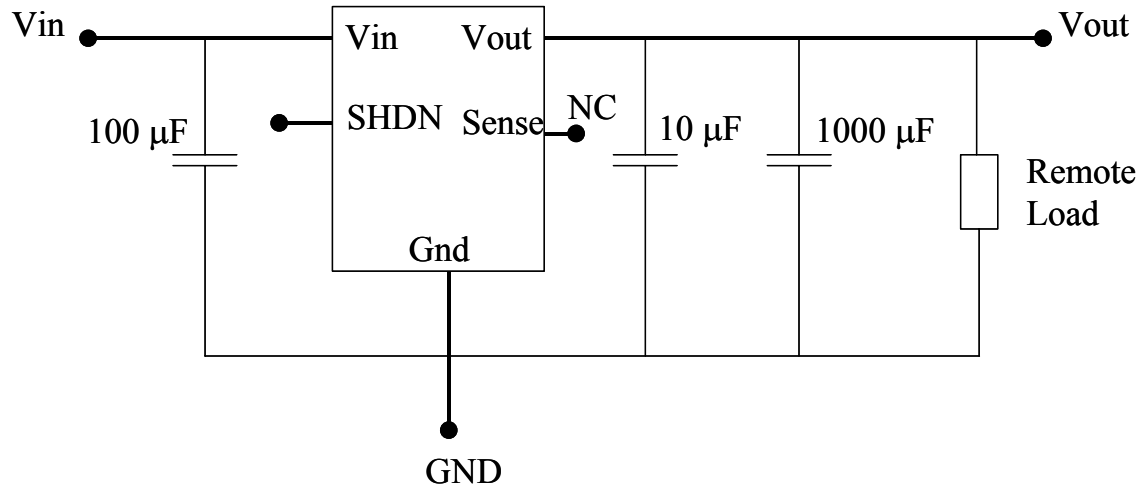 Vin
Vin
Vout
Vout
100 μF
SHDN
Sense
NC
10 μF
1000 μF
Remote
Load
Gnd
GND